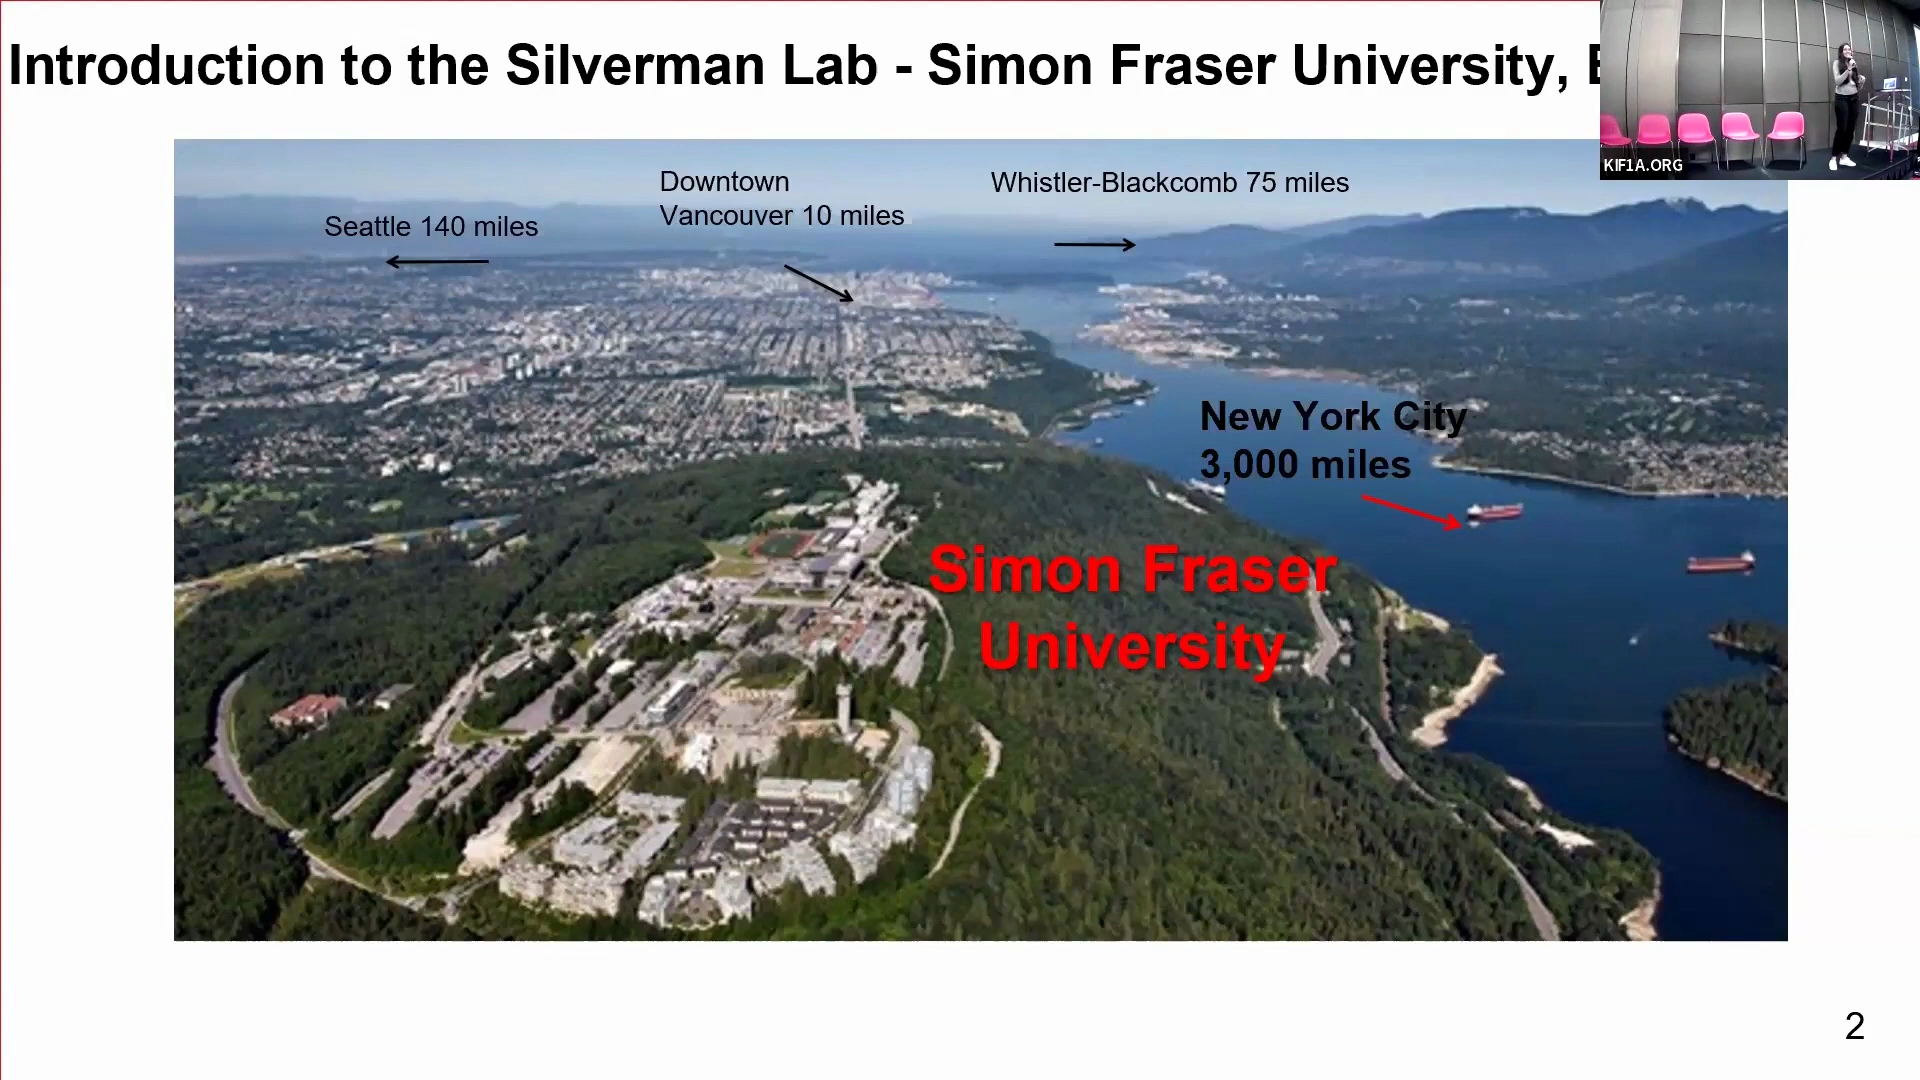 Introduction to the Silverman Lab - Simon Fraser University,
KIF1A.ORG
Seattle 140 miles
Downtown
Vancouver 10 miles
Whistler-Blackcomb 75 miles
New York City
3,000 miles
Simon Fraser
University
2